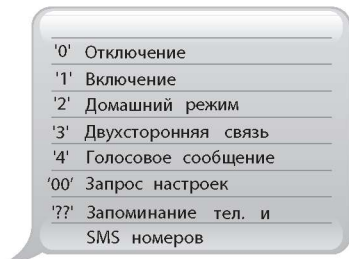 '0' Отключение
'1' Включение
'2' Домашний режим
'3' Двухсторонняя связь
'4' Голосовое сообщение
'00' Запрос настроек
'??' Запоминание тел. и
SMS номеров